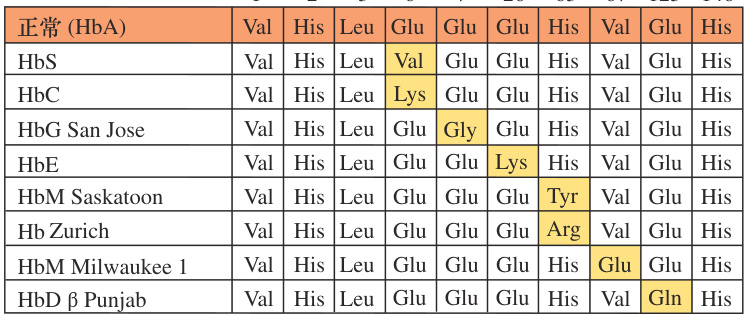 正常 (HbA) Val His Leu Glu Glu Glu His Val Glu His
HbS Val His Leu Val Glu Glu His Val Glu His
HbC Val His Leu Lys Glu Glu His Val Glu His
HbG San Jose Val His Leu Glu Gly Glu His Val Glu His
HbE Val His Leu Glu Glu Lys His Val Glu His
HbM Saskatoon Val His Leu Glu Glu Glu Tyr Val Glu His
Hb Zurich Val His Leu Glu Glu Glu Arg Val Glu His
HbM Milwaukee 1 Val His Leu Glu Glu Glu His Glu Glu His
HbD β Punjab Val His Leu Glu Glu Glu His Val Gln His